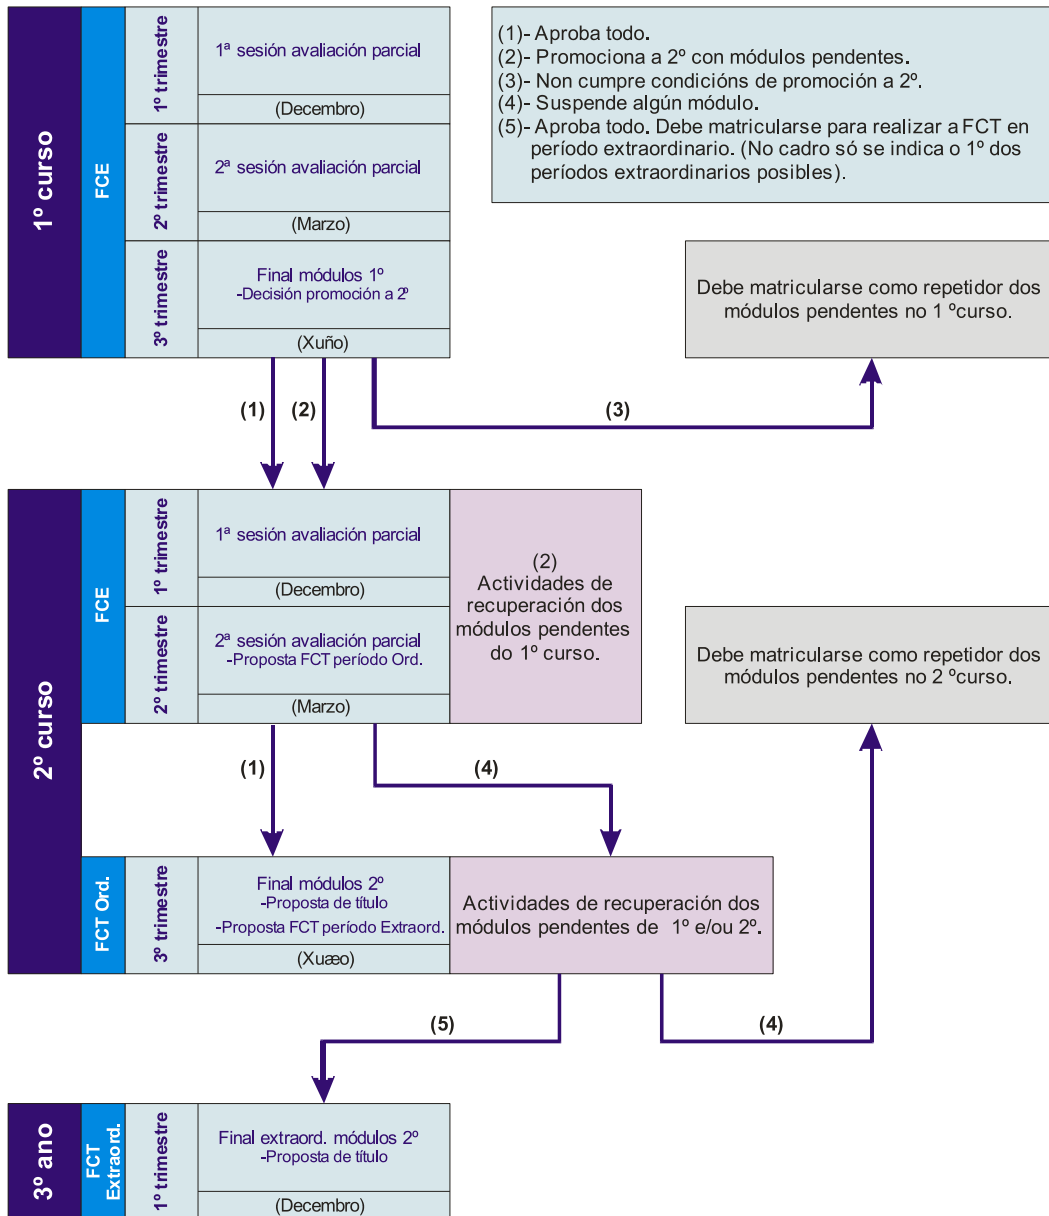 1º curso
FCE
1º trimestre
1ª sesión avaliación parcial
(Decembro)
2º trimestre
2ª sesión avaliación parcial
(Marzo)
3º trimestre
Final módulos 1º
-Decisión promoción a 2º
(Xuño)
(1)- Aproba todo.
(2)- Promociona a 2º con módulos pendentes.
(3)- Non cumpre condicións de promoción a 2º.
(4)- Suspende algún módulo.
(5)- Aproba todo. Debe matricularse para realizar a FCT en
período extraordinario. (No cadro só se indica o 1º dos
períodos extraordinarios posibles).
Debe matricularse como repetidor dos
módulos pendentes no 1 ºcurso.
(1)
(2)
(3)
2º curso
FCE
1º trimestre
1ª sesión avaliación parcial
(Decembro)
2º trimestre
2ª sesión avaliación parcial
-Proposta FCT período Ord.
(Marzo)
(2)
Actividades de
recuperación dos
módulos pendentes
do 1º curso.
Debe matricularse como repetidor dos
módulos pendentes no 2 ºcurso.
(1)
(4)
FCT Ord.
3º trimestre
Final módulos 2º
-Proposta de título
-Proposta FCT período Extraord.
(Xuæo)
Actividades de recuperación dos
módulos pendentes de 1º e/ou 2º.
(5)
(4)
3º ano
FCT
Extraord.
1º trimestre
Final extraord. módulos 2º
-Proposta de título
(Decembro)